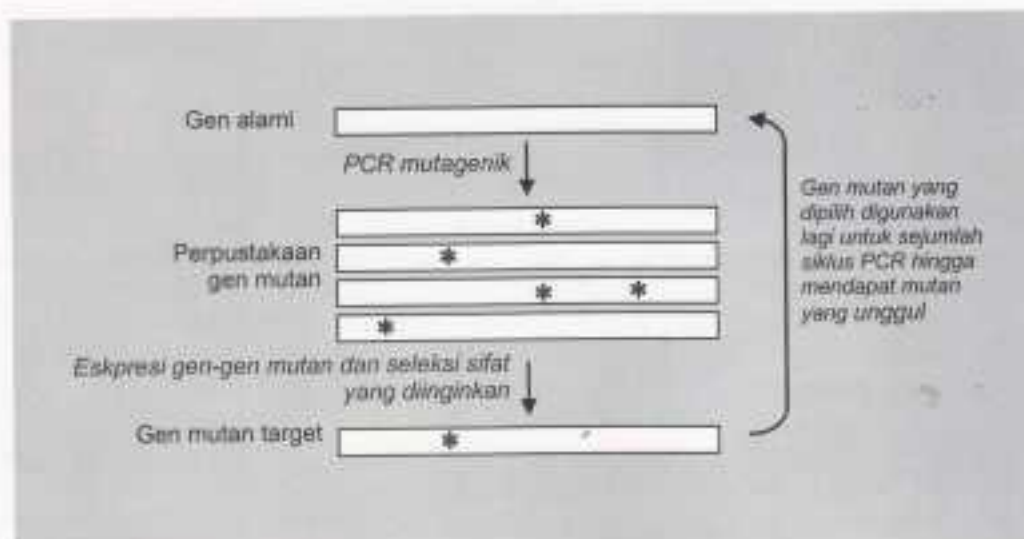 Gen alami
PCR mutagenik
Perpustakaan
gen mutan
Eskpresi gen-gen mutan dan seleksi sifat
yang diinginkan
Gen mutan target
Gen mutan yang
dipilih digunakan
lagi untuk sejumlah
siklus PCR hingga
mendapat mutan
yang unggul